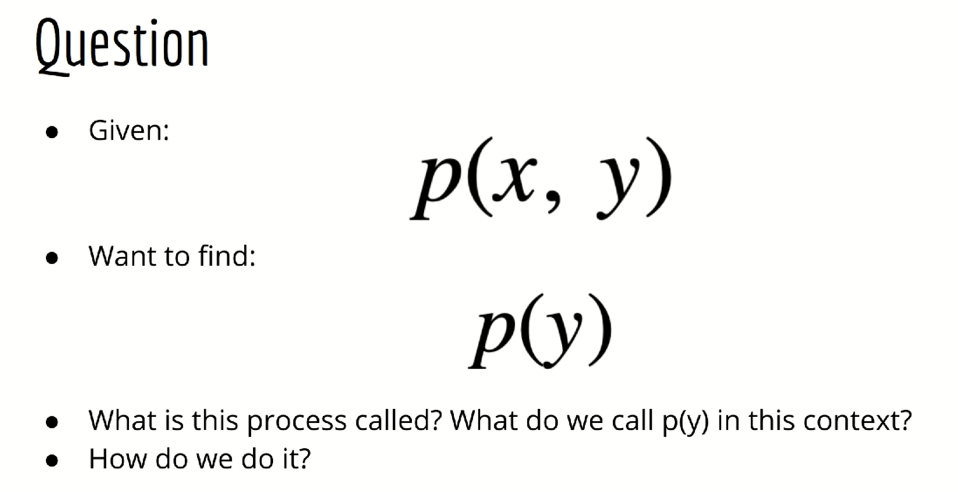 Question
● Given:
p(x, y)
● Want to find:
p(y)
● What is this process called? What do we call p(y) in this context?
● How do we do it?